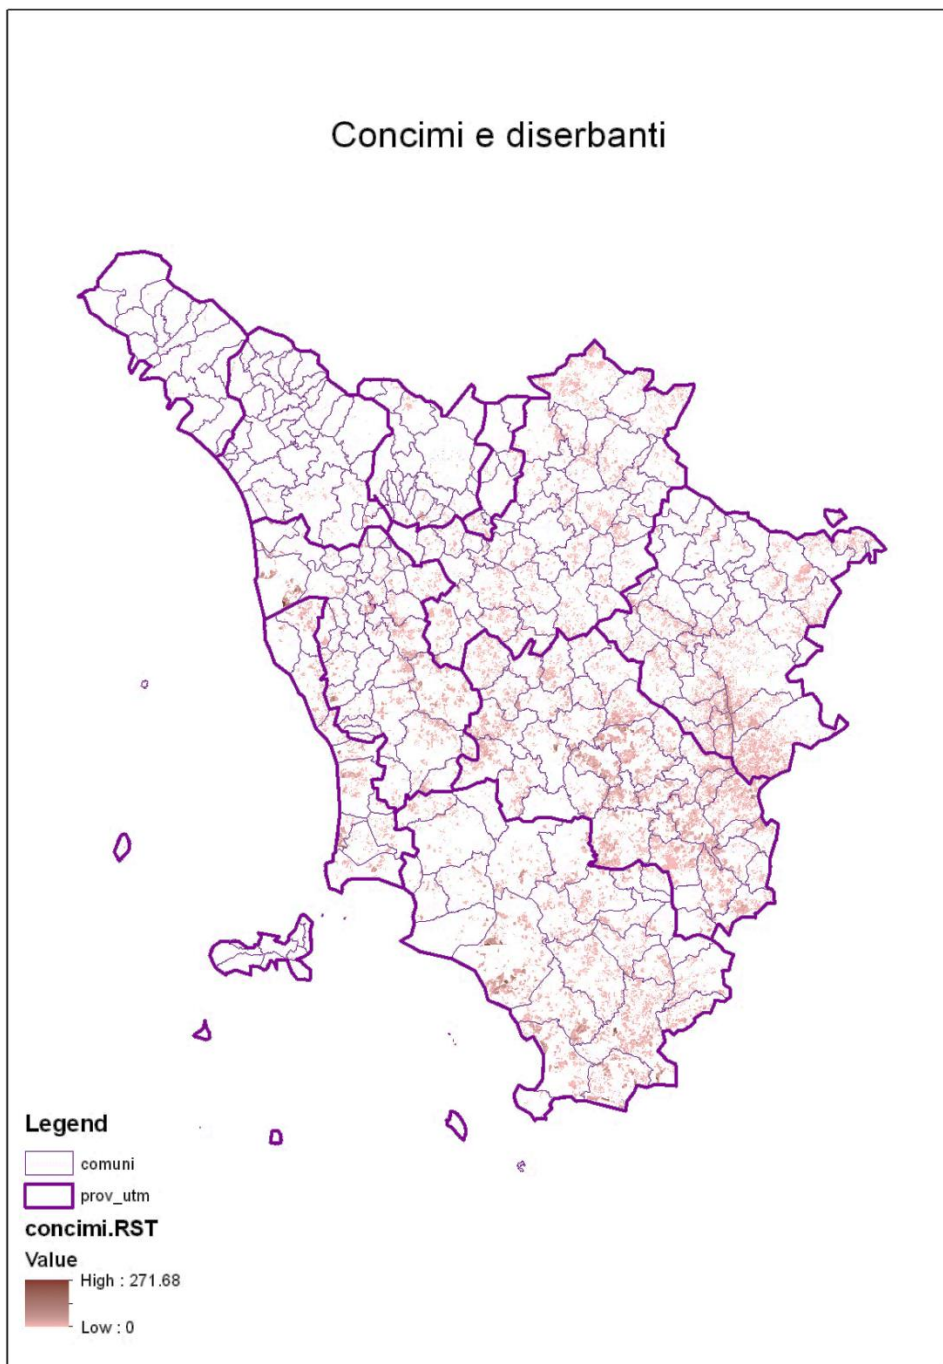 Concimi e diserbanti
Legend
comuni
prov_utm
concimi.RST
Value
High : 271.68
Low : 0